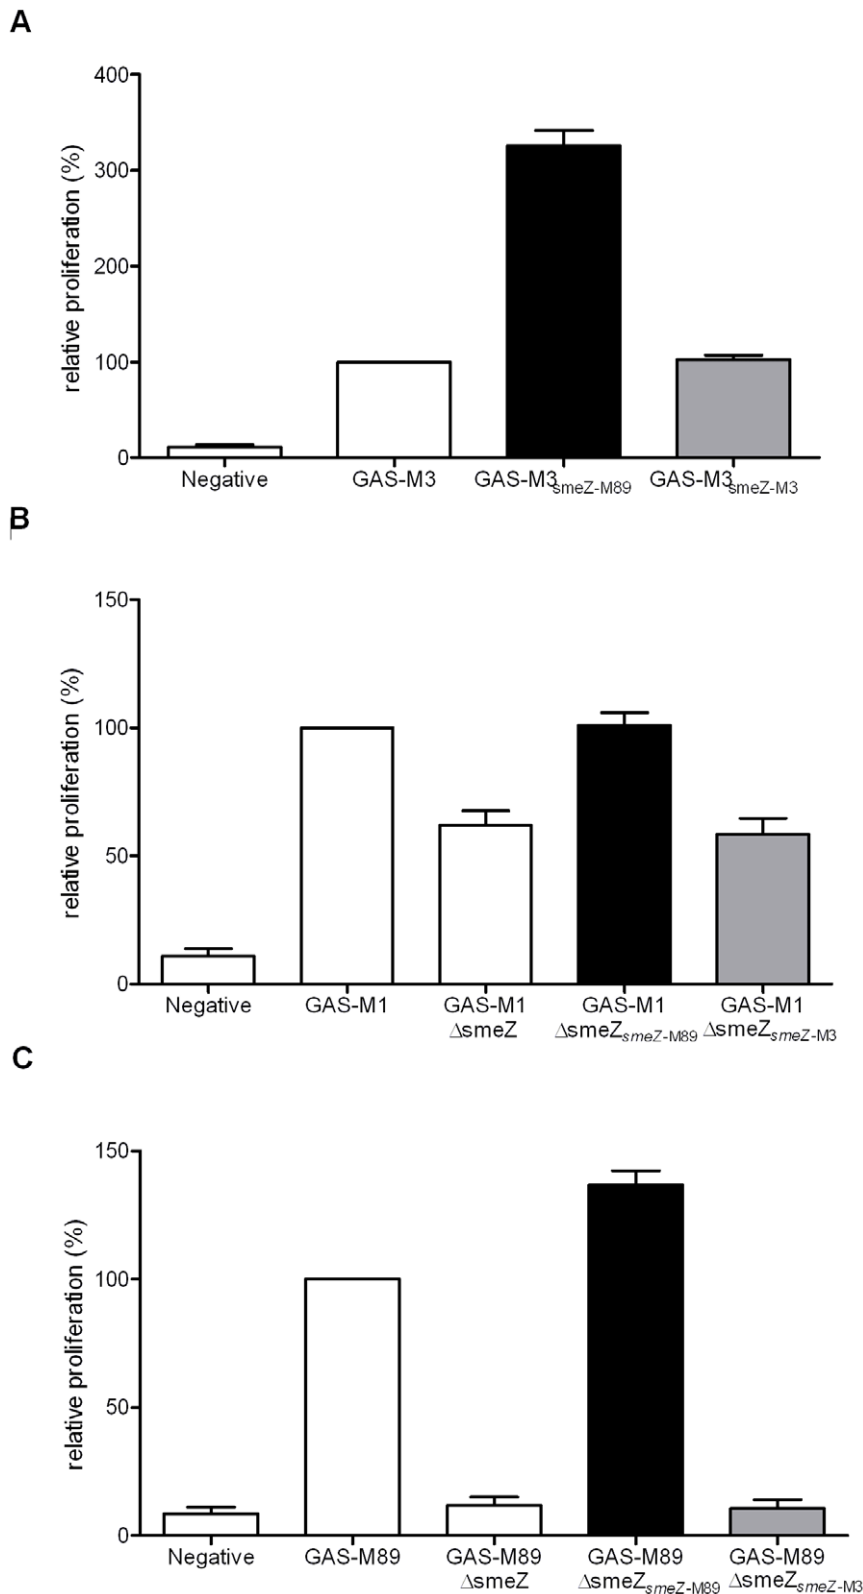 A
400
300
200
100
0
relative proliferation (%)
Negative GAS-M3 GAS-M3smeZ-M89 GAS-M3smeZ-M3
B
150
100
50
0
relative proliferation (%)
Negative GAS-M1 GAS-M1 GAS-M1 GAS-M1
ΔsmeZ ΔsmeZsmeZ-M89 ΔsmeZsmeZ-M3
C
150
100
50
0
relative proliferation (%)
Negative GAS-M89 GAS-M89 GAS-M89 GAS-M89
ΔsmeZ ΔsmeZsmeZ-M89 ΔsmeZsmeZ-M3